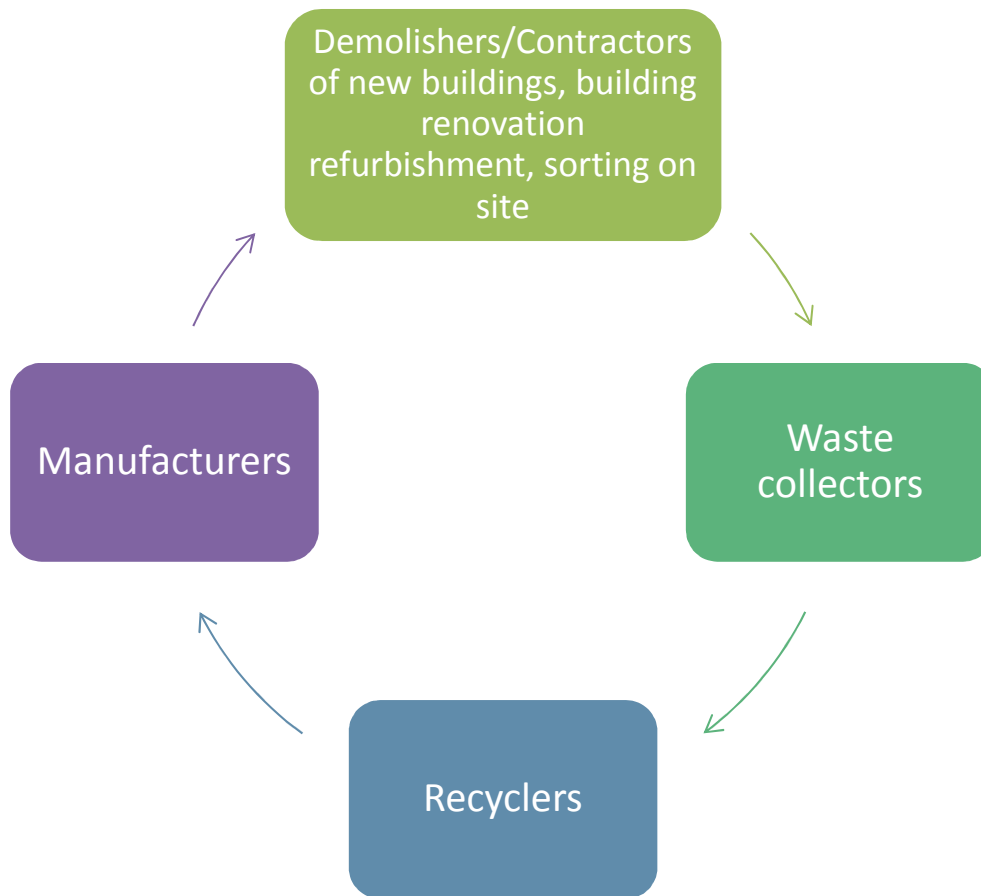 Demolishers/Contractors
of new buildings, building
renovation
refurbishment, sorting on
site
Manufacturers
Waste
collectors
Recyclers